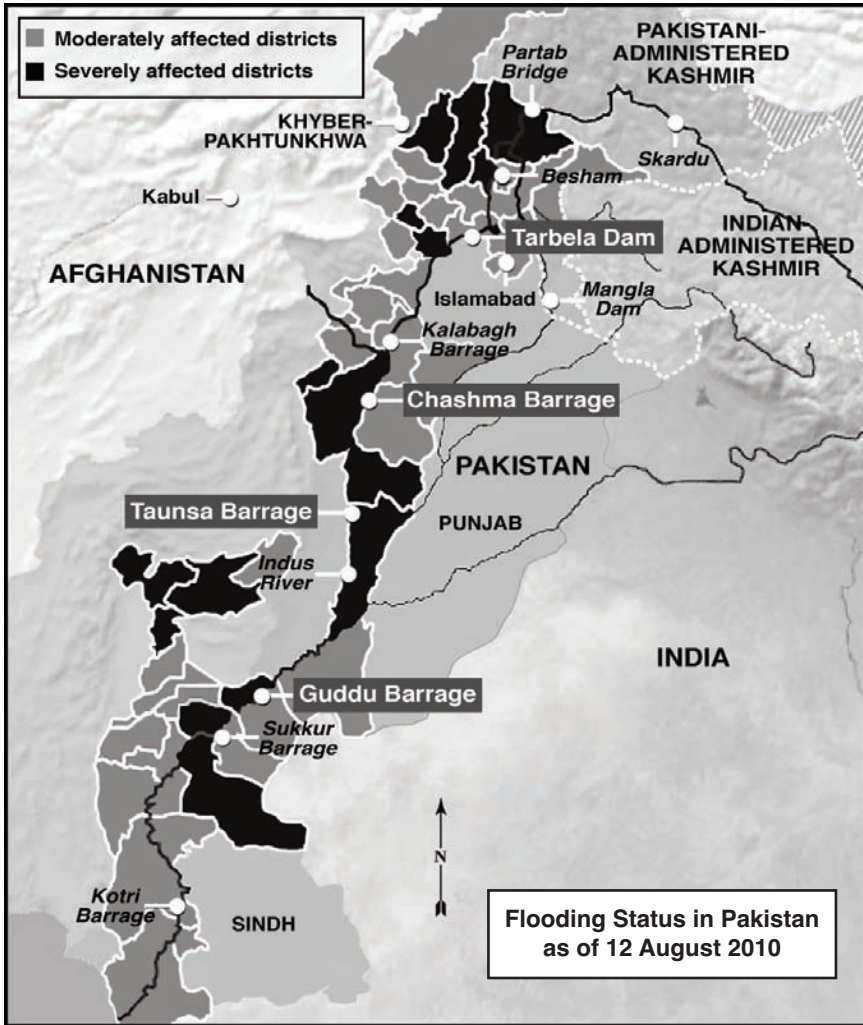 Moderately affected districts
Severely affected districts
Partab
Bridge
PAKISTANI-
ADMINISTERED
KASHMIR
KHYBER-
PAKHTUNKHWA
Skardu
Besham
Kabul
Tarbela Dam
INDIAN
ADMINISTERED
KASHMIR
AFGHANISTAN
Islamabad
Mangla
Dam
Kalabagh
Barrage
Chashma Barrage
PAKISTAN
Taunsa Barrage
PUNJAB
Indus
River
INDIA
Guddu Barrage
Sukkur
Barrage
N
Kotri
Barrage
SINDH
Flooding Status in Pakistan
as of 12 August 2010